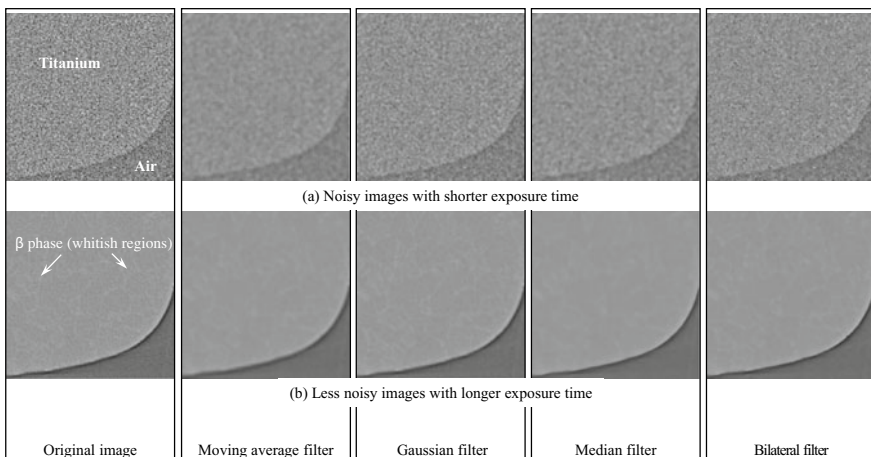 Titanium
Air
(a) Noisy images with shorter exposure time
β phase (whitish regions)
(b) Less noisy images with longer exposure time
Original image
Moving average filter
Gaussian filter
Median filter
Bilateral filter